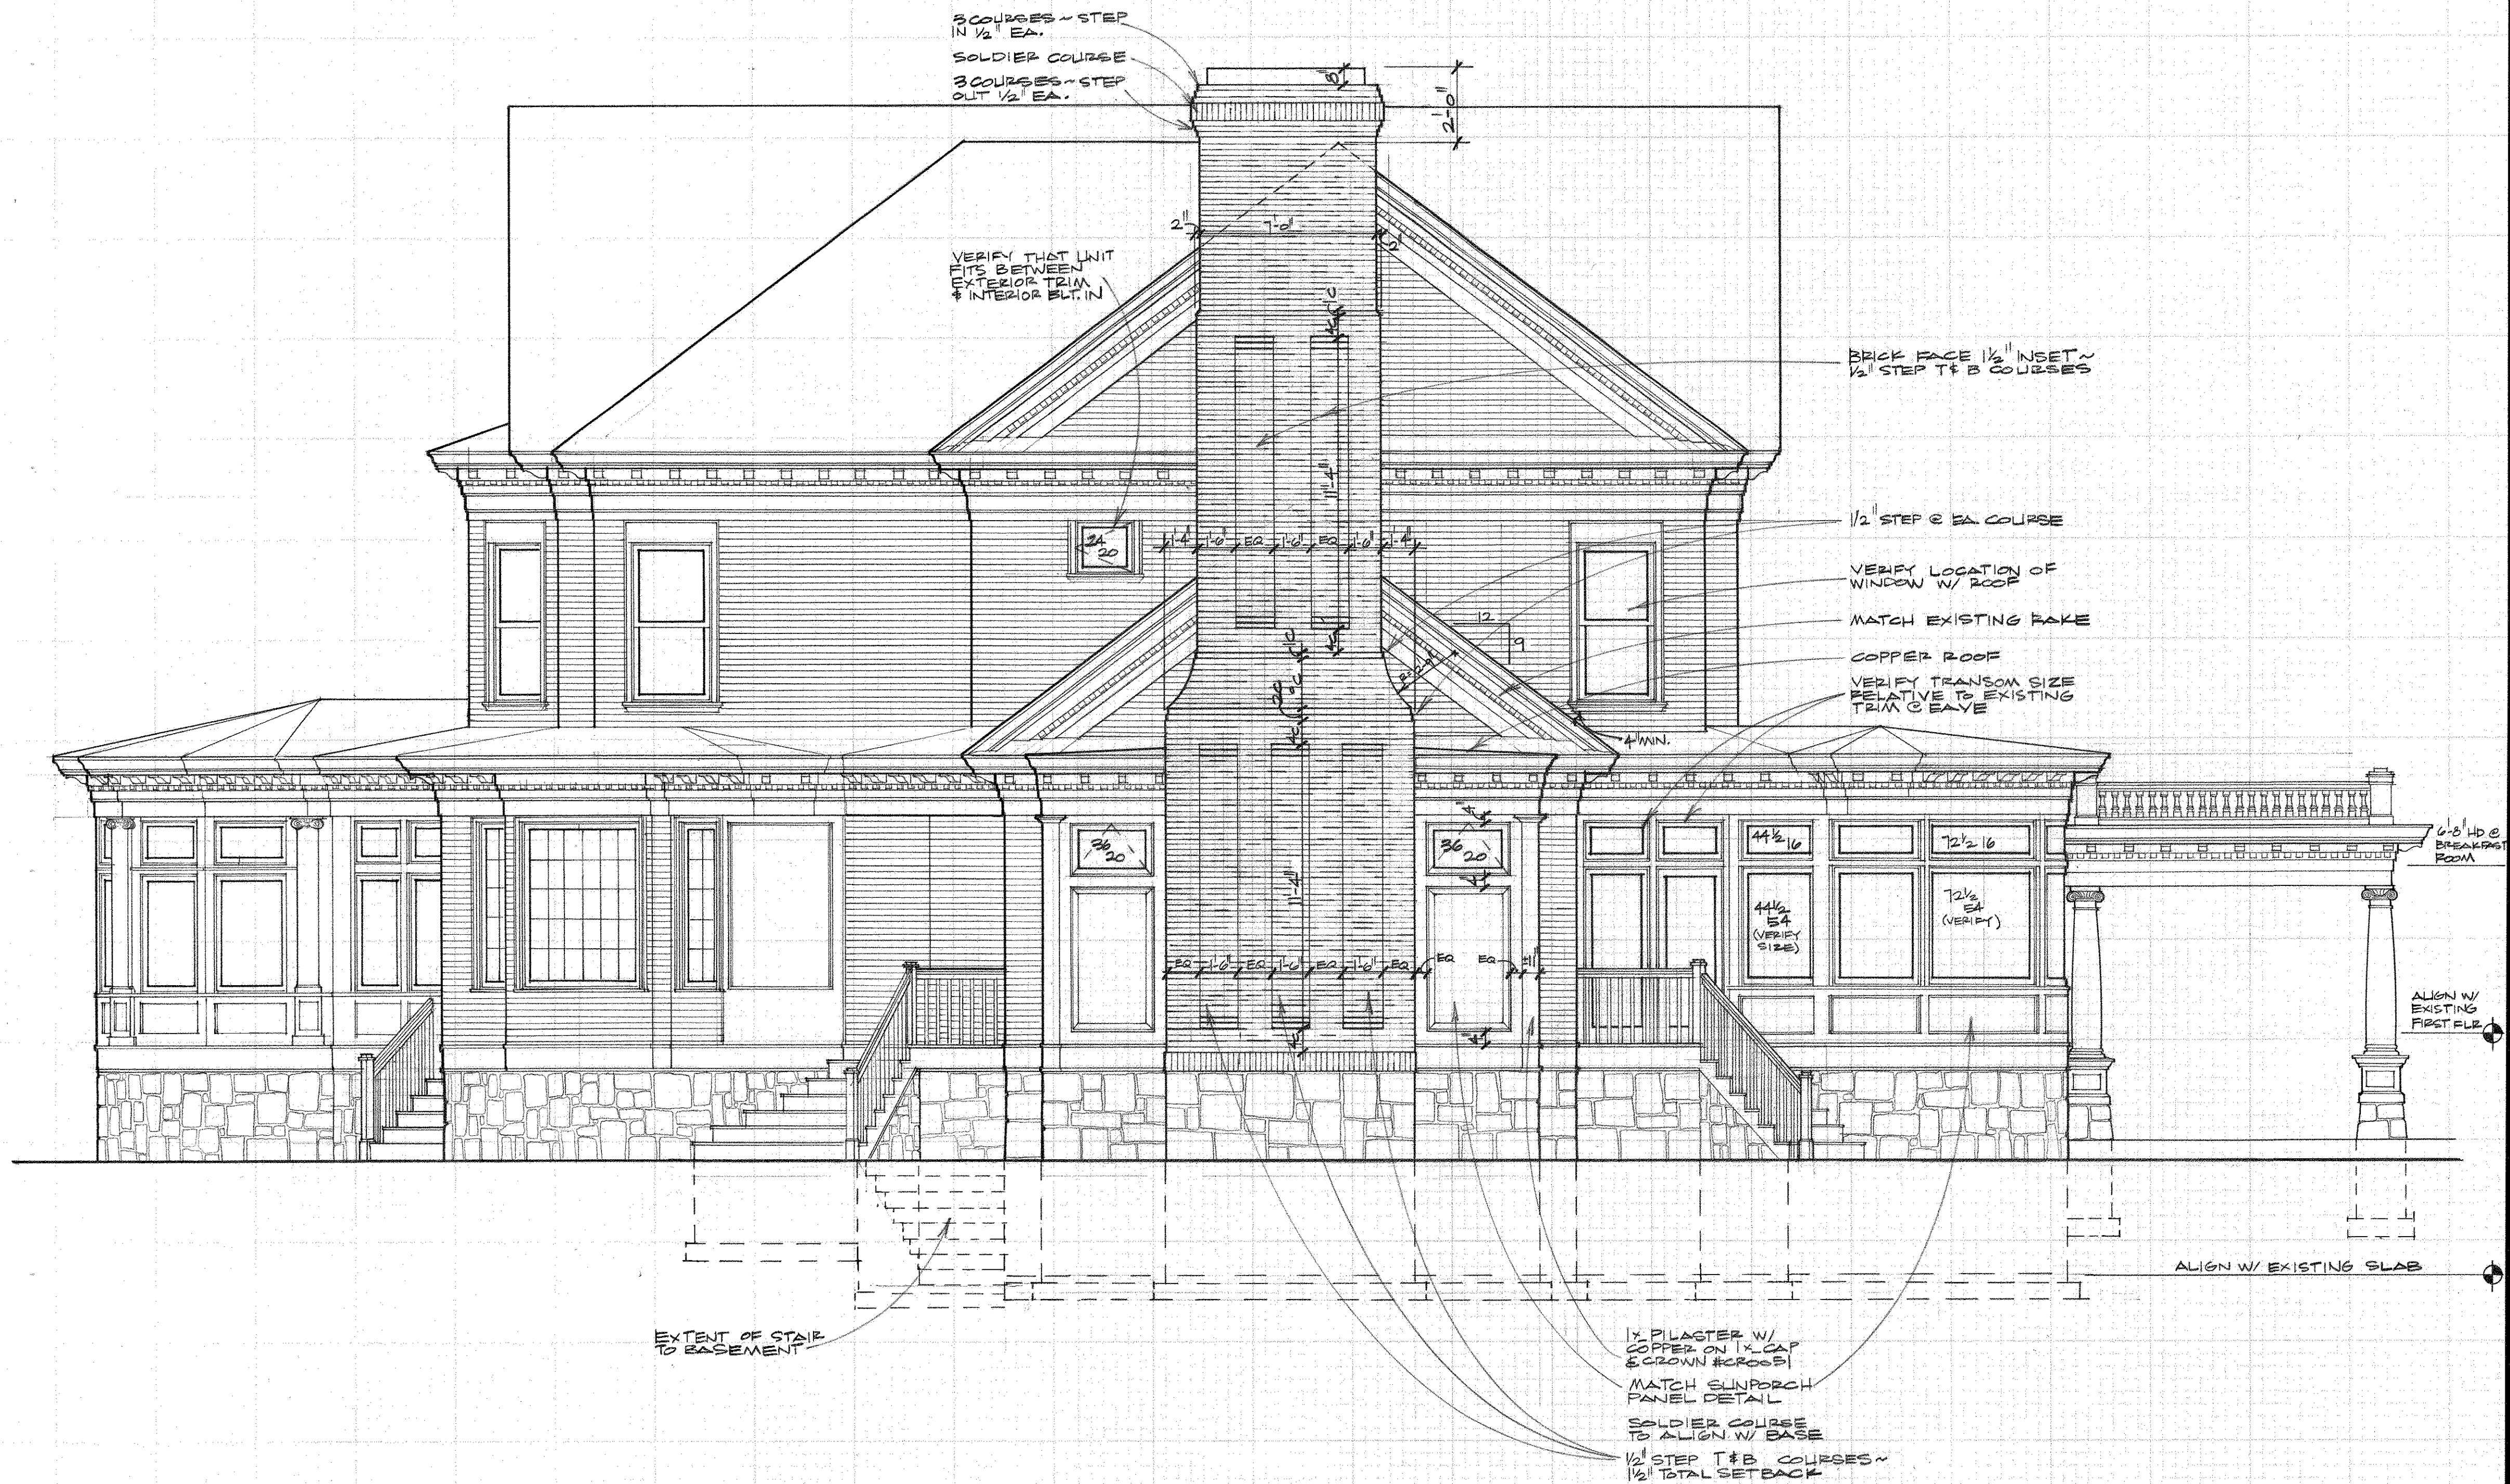 3 COURSES ~ STEP
IN 1/2" EA.
SOLDIER COURSE
3 COURSES ~ STEP
OUT 1/2" EA.
8"
2'-0"
2"
7'-0"
2"
VERIFY THAT UNIT
FITS BETWEEN
EXTERIOR TRIM
& INTERIOR BLT. IN
BRICK FACE 1 1/2" INSET ~
1/2" STEP T & B COURSES
11'-4"
1/2" STEP @ EA. COURSE
24
20
1'-4" 1'-6" EQ 1'-6" EQ 1'-6" 1'-4"
VERIFY LOCATION OF
WINDOW W/ ROOF
12
9
MATCH EXISTING RAKE
COPPER ROOF
VERIFY TRANSOM SIZE
RELATIVE TO EXISTING
TRIM @ EAVE
4" MIN.
36
20
36
20
44 1/2 16
72 1/2 16
6'-8" HD @
BREAKFAST
ROOM
11'-4"
44 1/2
54
(VERIFY
SIZE)
72 1/2
54
(VERIFY)
EQ 1'-6" EQ 1'-6" EQ 1'-6" EQ EQ EQ ±11"
ALIGN W/
EXISTING
FIRST FLR.
ALIGN W/ EXISTING SLAB
EXTENT OF STAIR
TO BASEMENT
1x PILASTER W/
COPPER ON 1x CAP
& CROWN #CR0051
MATCH SUNPORCH
PANEL DETAIL
SOLDIER COURSE
TO ALIGN W/ BASE
1/2" STEP T & B COURSES ~
1 1/2" TOTAL SETBACK